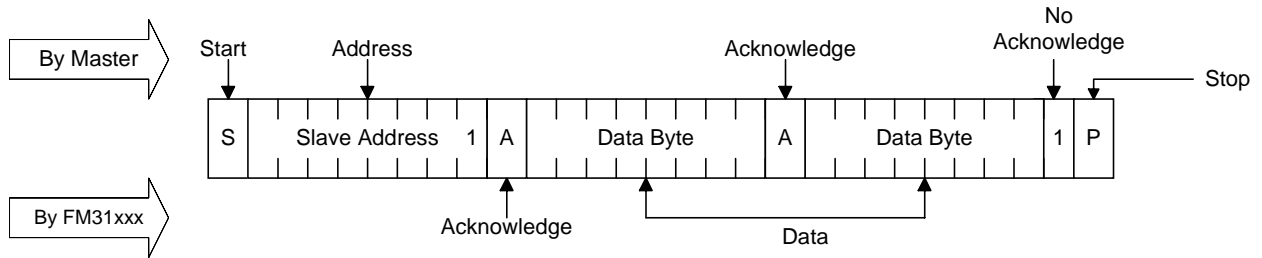 No
Acknowledge
Start
Address
Acknowledge
By Master
Stop
S
Slave Address 1
A
Data Byte
A
Data Byte
1
P
By FM31xxx
Acknowledge
Data